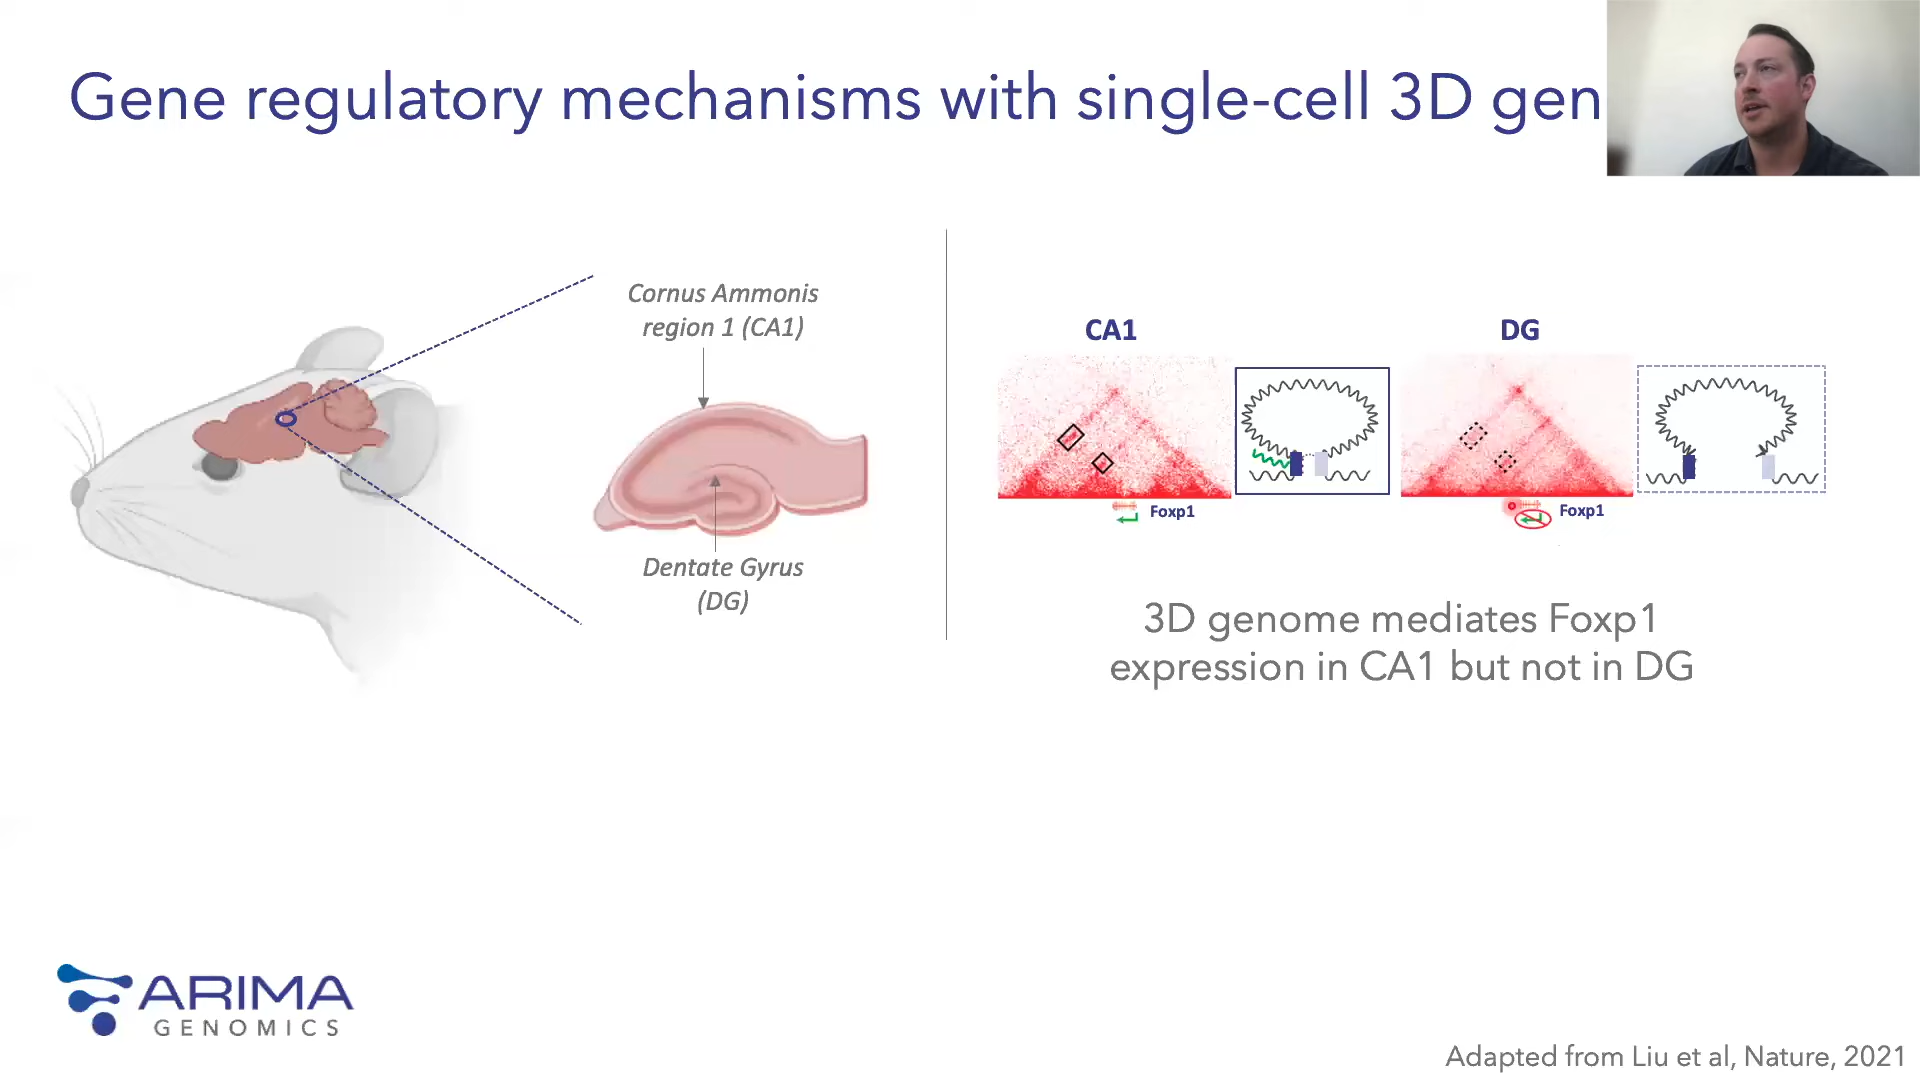 Gene regulatory mechanisms with single-cell 3D gen
Cornus Ammonis
region 1 (CA1)
Dentate Gyrus
(DG)
CA1
DG
Foxp1
Foxp1
3D genome mediates Foxp1
expression in CA1 but not in DG
ARIMA
GENOMICS
Adapted from Liu et al, Nature, 2021